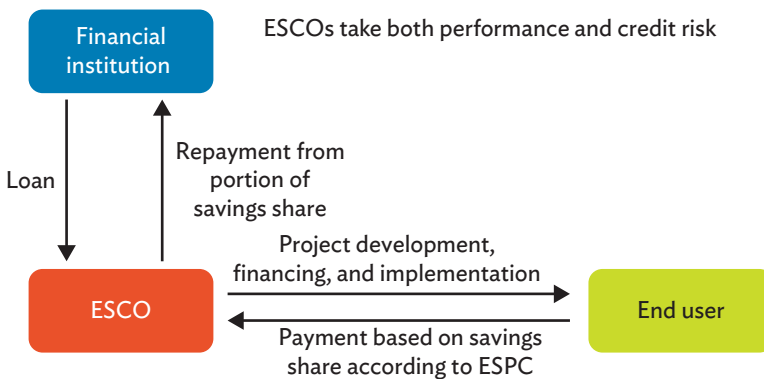 Financial
institution
ESCOs take both performance and credit risk
Loan
Repayment from
portion of
savings share
Project development,
financing, and implementation
ESCO
End user
Payment based on savings
share according to ESPC